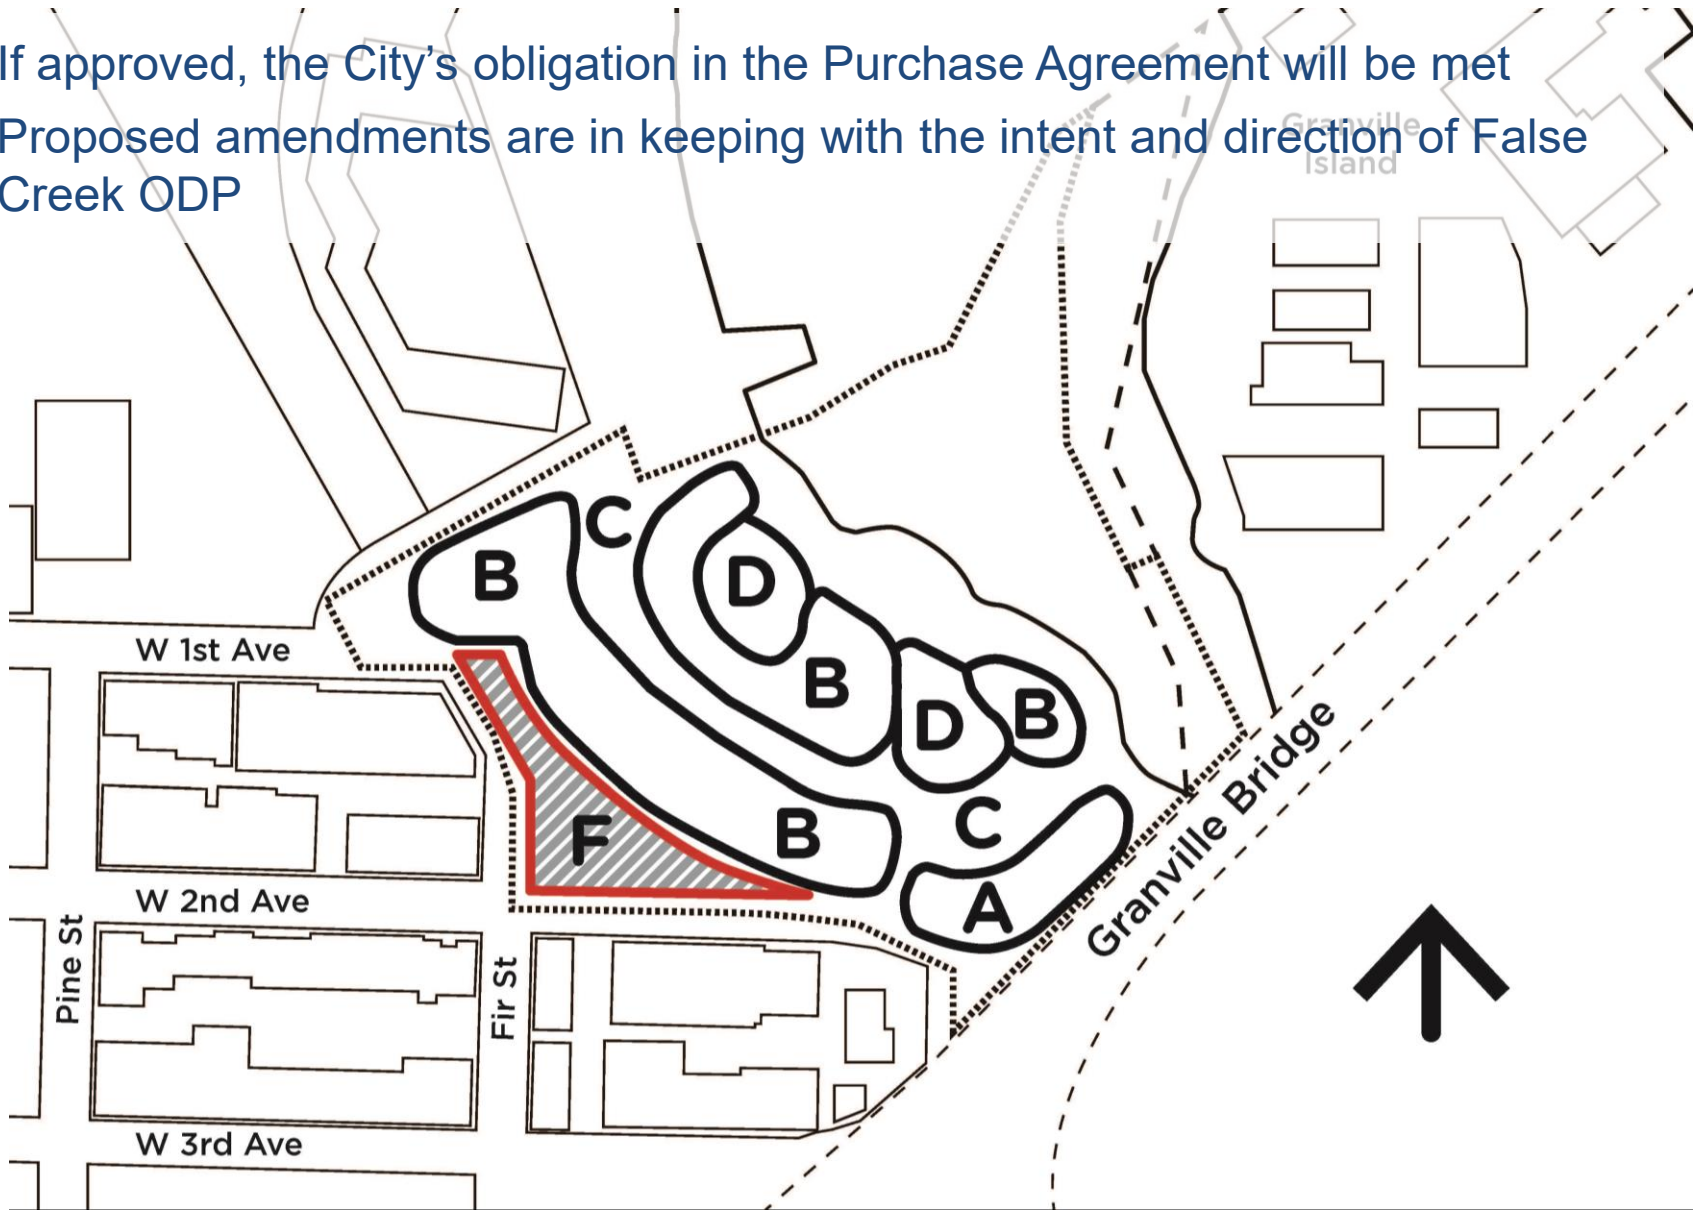 If approved, the City's obligation in the Purchase Agreement will be met
Proposed amendments are in keeping with the intent and direction of False
Creek ODP
Granville
Island
C
B
D
W 1st Ave
B
D
B
C
B
F
A
W 2nd Ave
Granville Bridge
Pine St
Fir St
W 3rd Ave